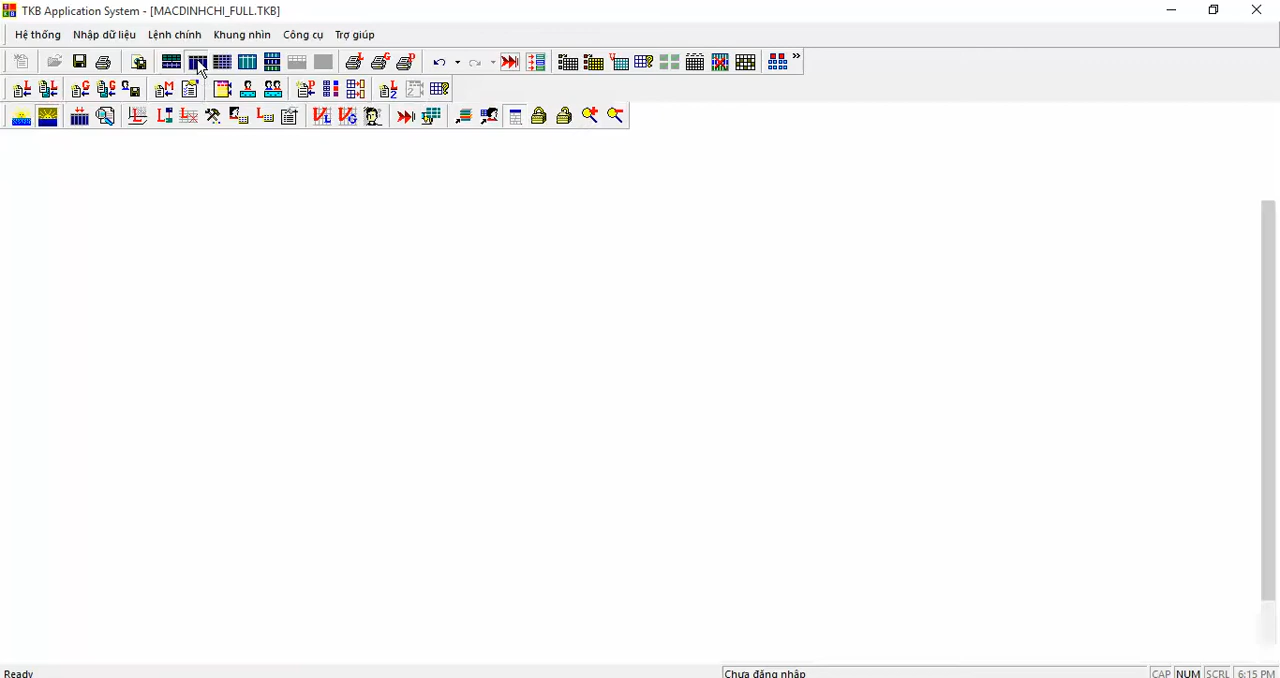 TKB Application System - [MACDINHCHI_FULL.TKB]
Hệ thống Nhập dữ liệu Lệnh chính Khung nhìn Công cụ Trợ giúp
Ready Chưa đăng nhập CAP NUM SCRL 6:15 PM